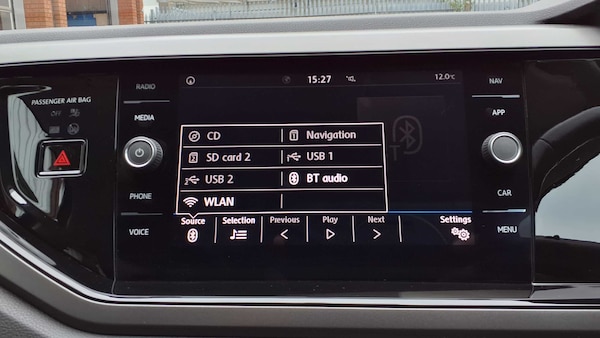 RADIO
15:27
12.0°C
NAV
PASSENGER AIR BAG
OFF
MEDIA
APP
CD
Navigation
SD card 2
USB 1
USB 2
BT audio
WLAN
PHONE
CAR
Source
Selection
Previous
Play
Next
Settings
VOICE
MENU